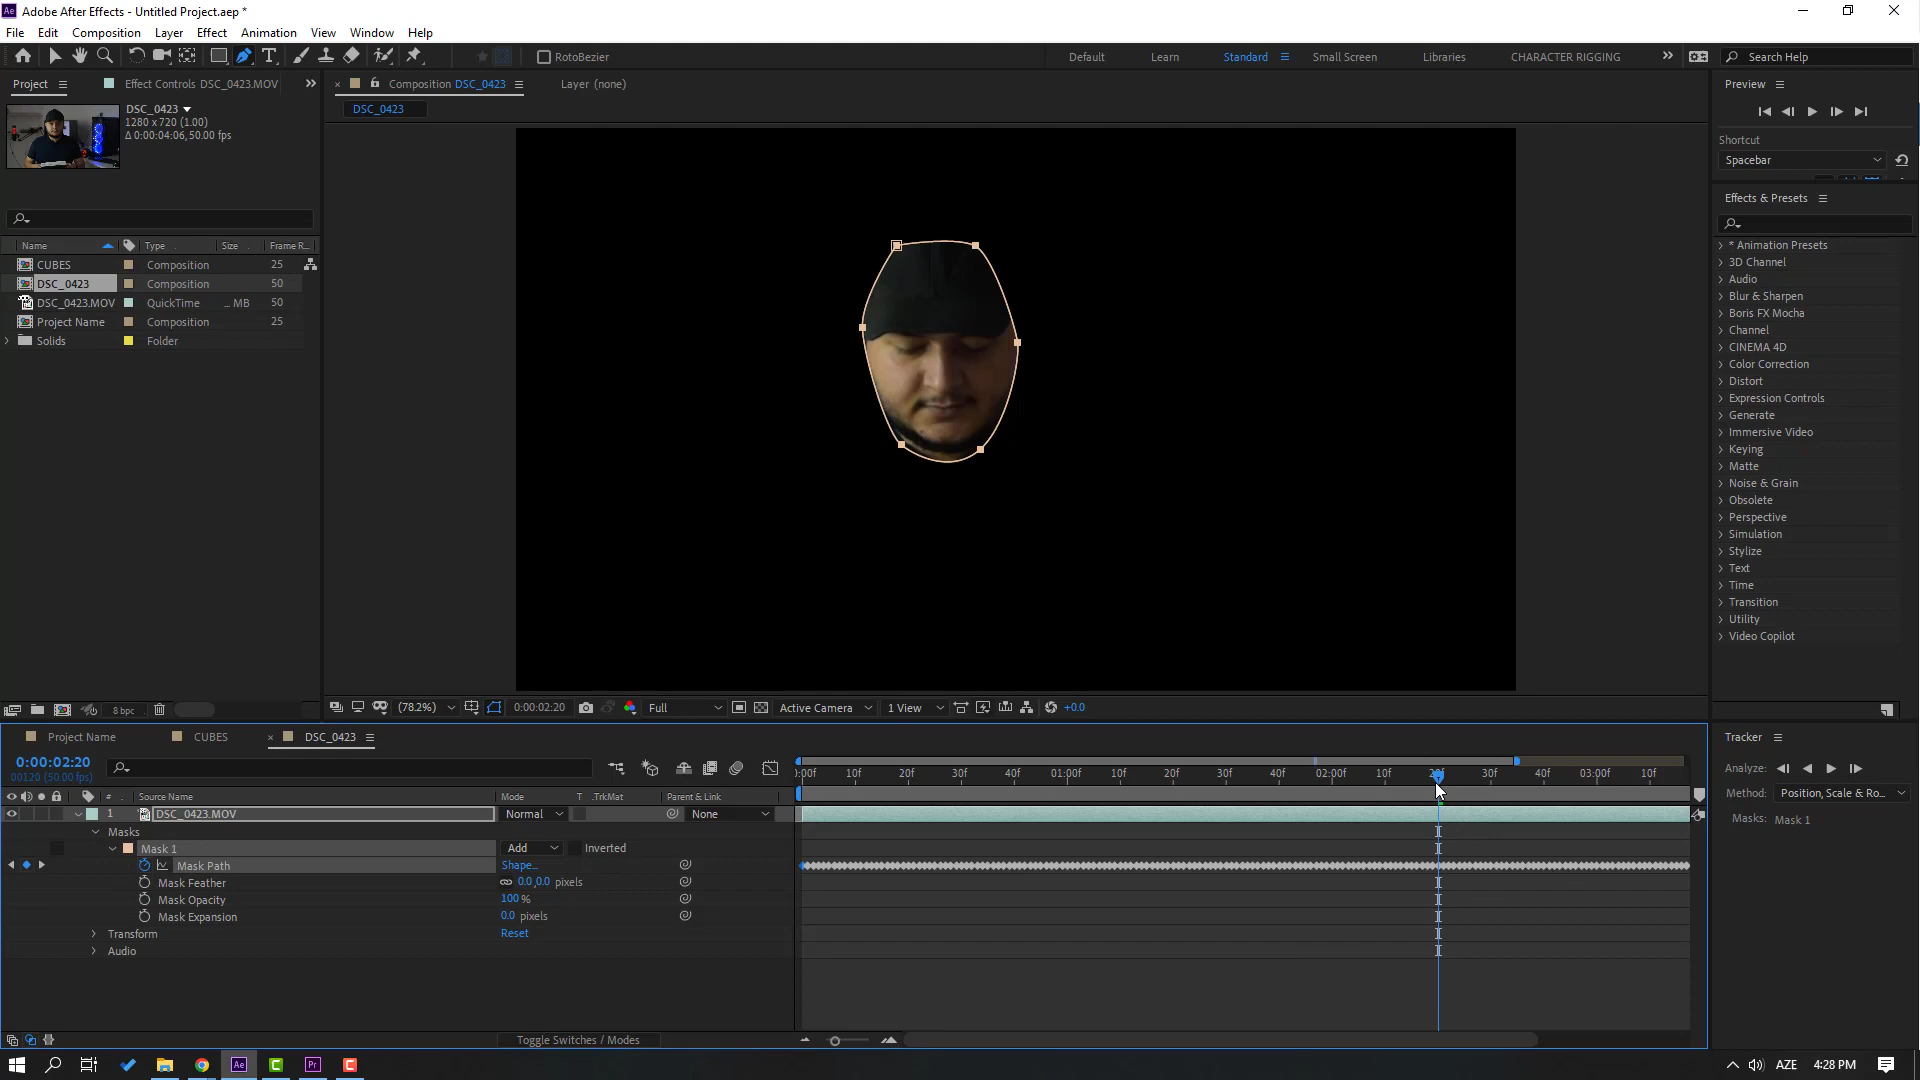 Adobe After Effects - Untitled Project.aep *
File Edit Composition Layer Effect Animation View Window Help
RotoBezier
Default Learn Standard Small Screen Libraries CHARACTER RIGGING
Search Help
Project Effect Controls DSC_0423.MOV
Composition DSC_0423 Layer (none)
DSC_0423
DSC_0423
1280 x 720 (1.00)
Δ 0:00:04:06, 50.00 fps
Name Type Size Frame R...
CUBES Composition 25
DSC_0423 Composition 50
DSC_0423.MOV QuickTime ... MB 50
Project Name Composition 25
Solids Folder
8 bpc
(78.2%) 0:00:02:20 Full Active Camera 1 View +0.0
Preview
Shortcut
Spacebar
Effects & Presets
* Animation Presets
3D Channel
Audio
Blur & Sharpen
Boris FX Mocha
Channel
CINEMA 4D
Color Correction
Distort
Expression Controls
Generate
Immersive Video
Keying
Matte
Noise & Grain
Obsolete
Perspective
Simulation
Stylize
Text
Time
Transition
Utility
Video Copilot
Project Name CUBES DSC_0423
0:00:02:20
00120 (50.00 fps)
:00f 10f 20f 30f 40f 01:00f 10f 20f 30f 40f 02:00f 10f 20f 30f 40f 03:00f 10f
# Source Name Mode T .TrkMat Parent & Link
1 DSC_0423.MOV Normal None
Masks
Mask 1 Add Inverted
Mask Path Shape...
Mask Feather 0.0,0.0 pixels
Mask Opacity 100 %
Mask Expansion 0.0 pixels
Transform Reset
Audio
Toggle Switches / Modes
Tracker
Analyze:
Method: Position, Scale & Ro...
Masks: Mask 1
Ae Pr
AZE 4:28 PM